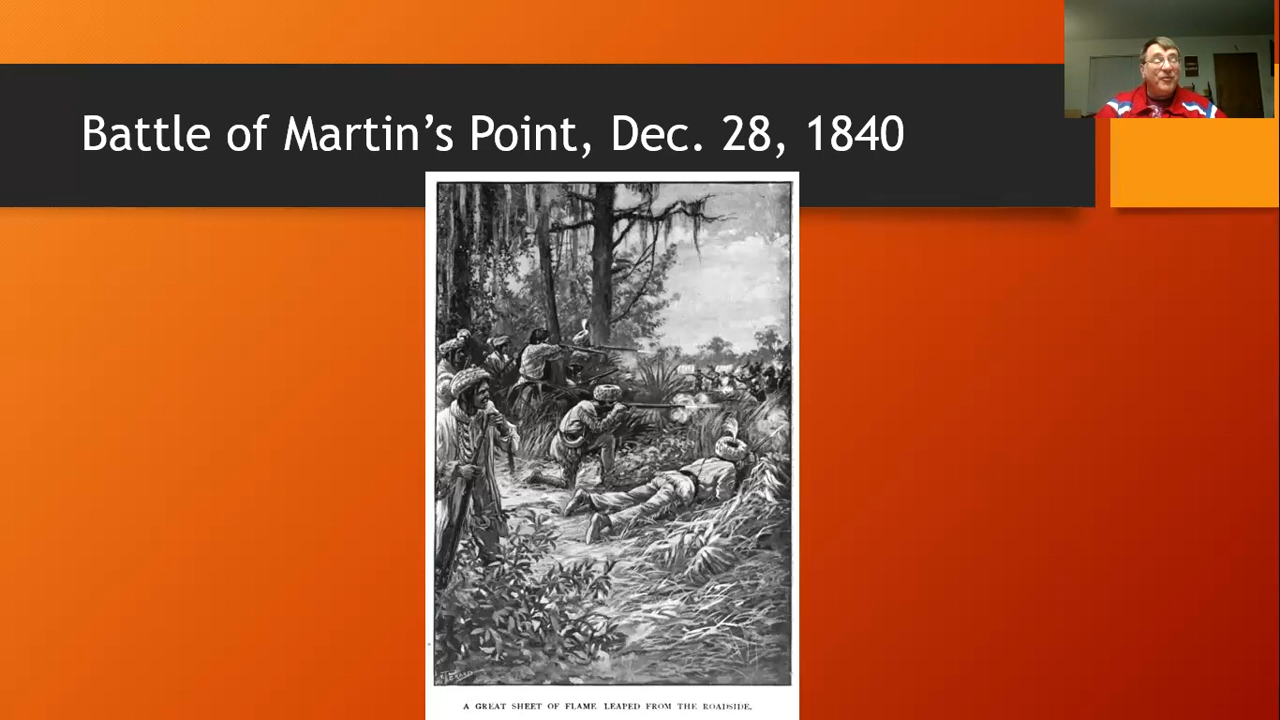 Battle of Martin's Point, Dec. 28, 1840
A GREAT SHEET OF FLAME LEAPED FROM THE ROADSIDE.